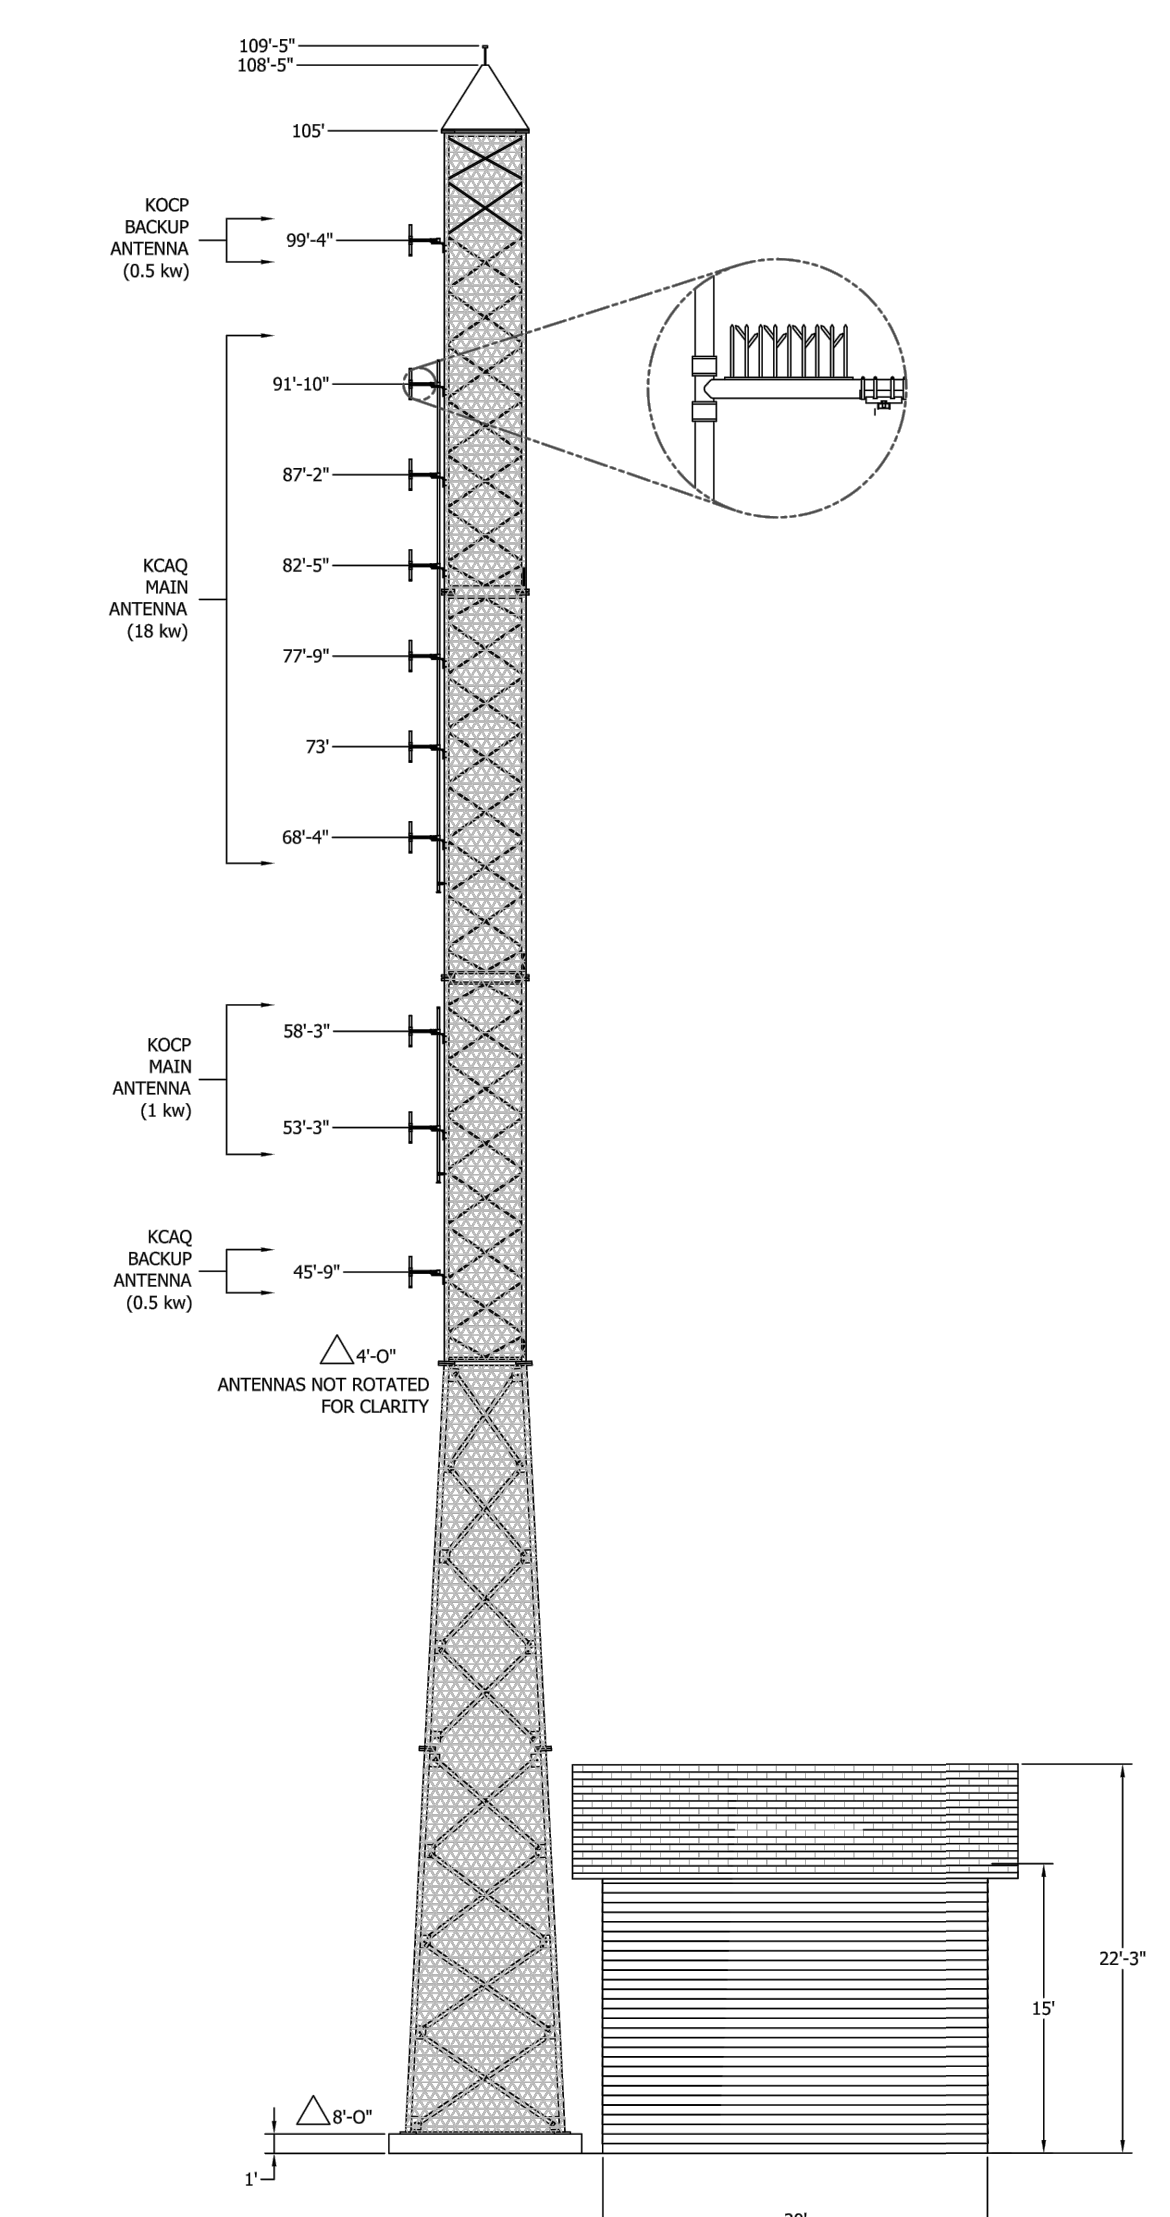 109'-5"
108'-5"
105'
KOCP
BACKUP
ANTENNA
(0.5 kw)
99'-4"
91'-10"
87'-2"
82'-5"
KCAQ
MAIN
ANTENNA
(18 kw)
77'-9"
73'
68'-4"
58'-3"
KOCP
MAIN
ANTENNA
(1 kw)
53'-3"
KCAQ
BACKUP
ANTENNA
(0.5 kw)
45'-9"
4'-0"
ANTENNAS NOT ROTATED
FOR CLARITY
22'-3"
15'
8'-0"
1'